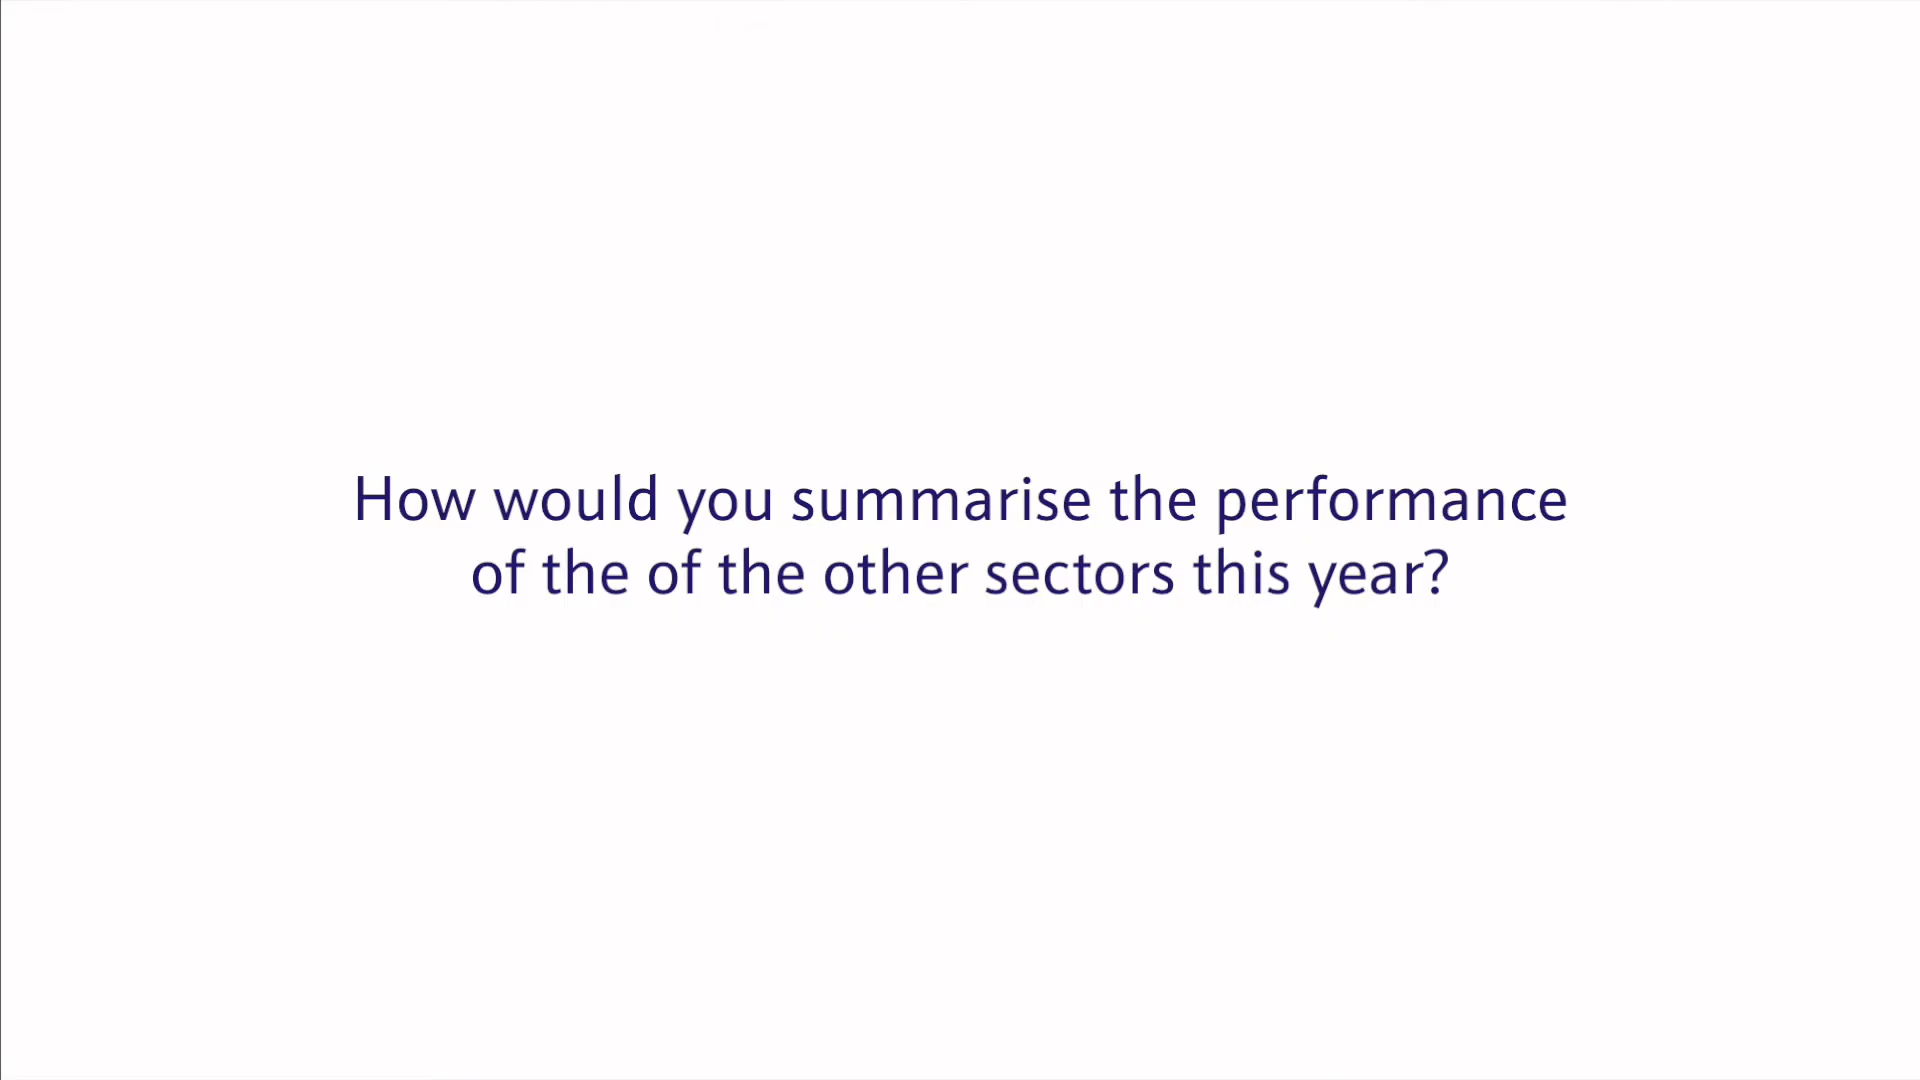 How would you summarise the performance
of the of the other sectors this year?